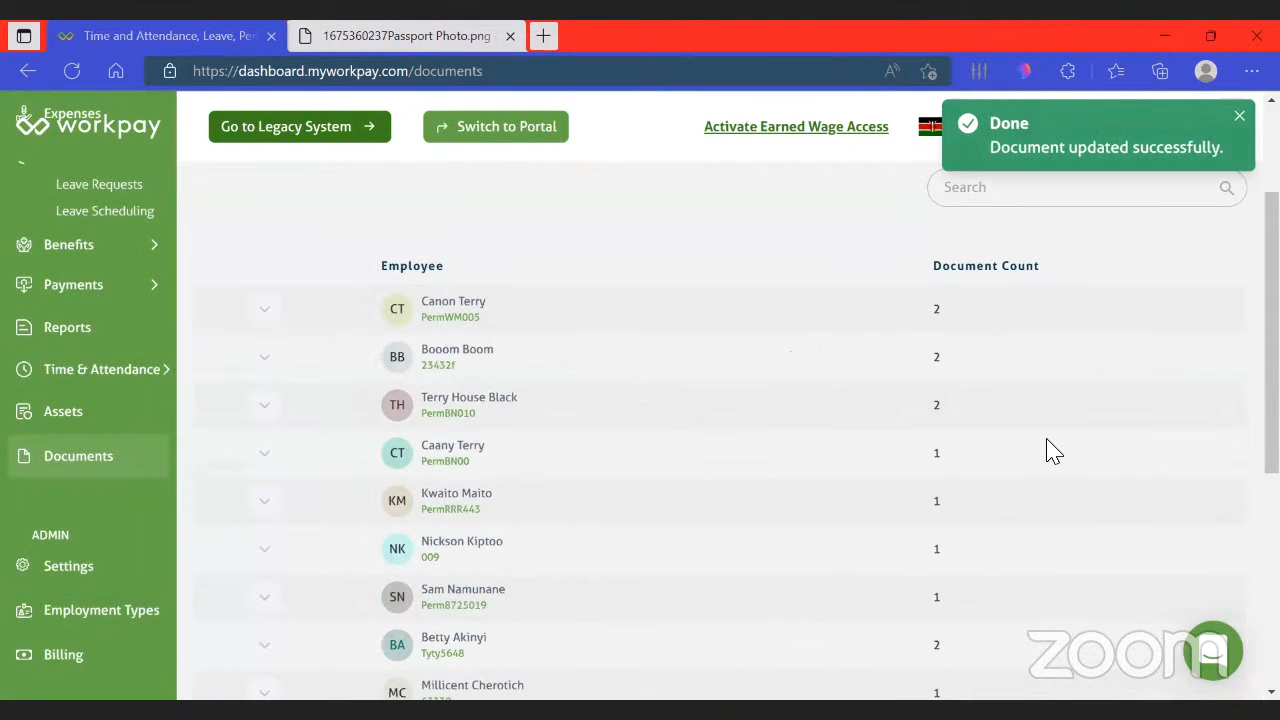 Time and Attendance, Leave, Pe
1675360237Passport Photo.png
https://dashboard.myworkpay.com/documents
Expenses
workpay
Go to Legacy System
Switch to Portal
Activate Earned Wage Access
Done
Document updated successfully.
Search
Leave Requests
Leave Scheduling
Benefits
Payments
Reports
Time & Attendance
Assets
Documents
ADMIN
Settings
Employment Types
Billing
Employee Document Count
CT Canon Terry 2
PermWM005
BB Booom Boom 2
23432f
TH Terry House Black 2
PermBN010
CT Caany Terry 1
PermBN00
KM Kwaito Maito 1
PermRRR443
NK Nickson Kiptoo 1
009
SN Sam Namunane 1
Perm8725019
BA Betty Akinyi 2
Tyty5648
MC Millicent Cherotich 1
zoom